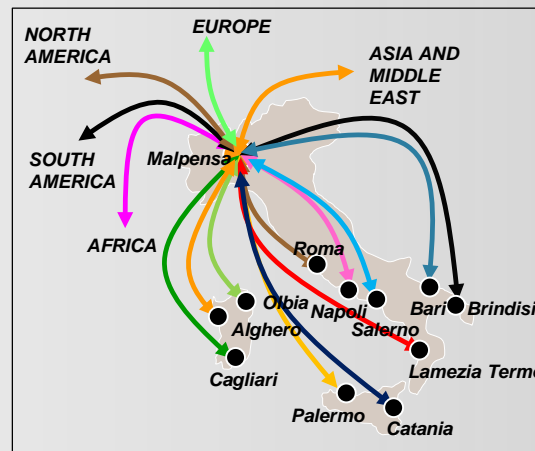 EUROPE
NORTH
AMERICA
ASIA AND
MIDDLE
EAST
Malpensa
SOUTH
AMERICA
AFRICA
Roma
Olbia
Napoli
Bari
Brindisi
Alghero
Salerno
Cagliari
Lamezia Terme
Palermo
Catania